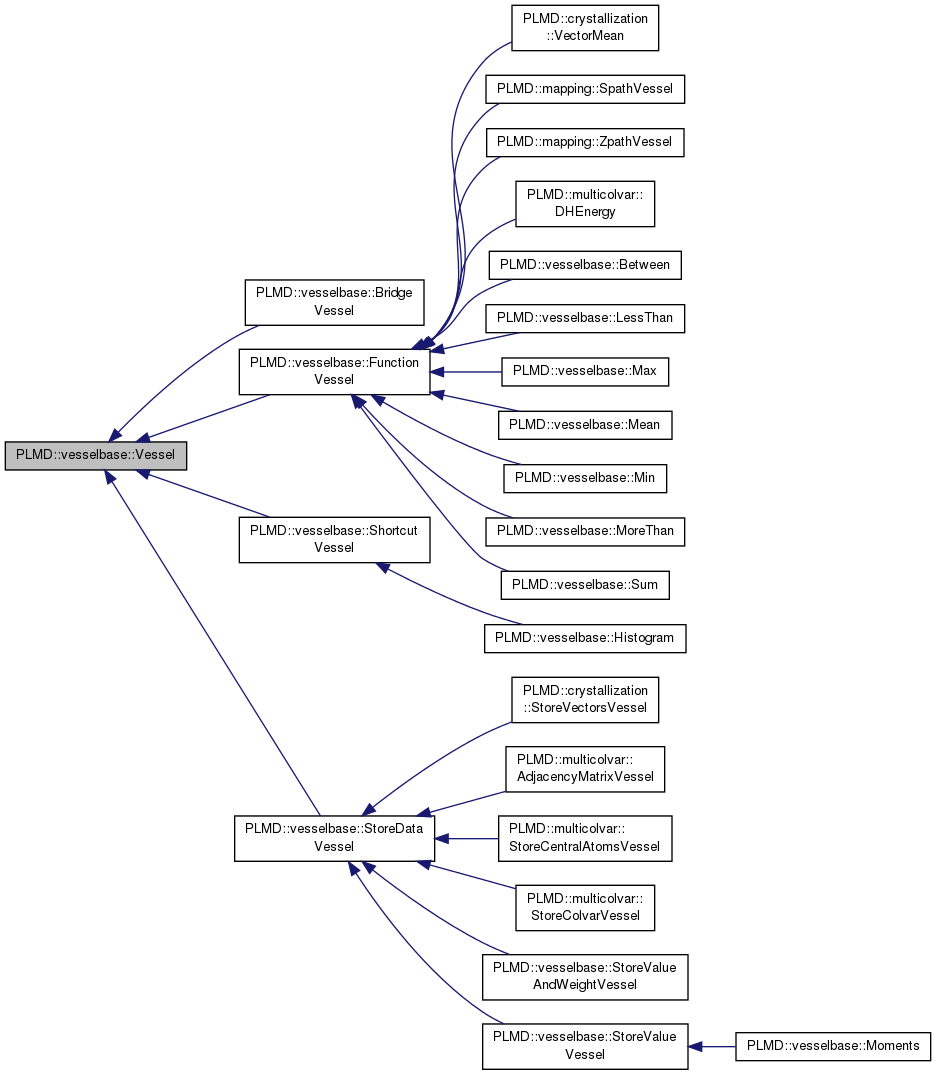 PLMD::crystallization
::VectorMean
PLMD::mapping::SpathVessel
PLMD::mapping::ZpathVessel
PLMD::multicolvar::
DHEnergy
PLMD::vesselbase::Between
PLMD::vesselbase::Bridge
Vessel
PLMD::vesselbase::LessThan
PLMD::vesselbase::Function
Vessel
PLMD::vesselbase::Max
PLMD::vesselbase::Mean
PLMD::vesselbase::Vessel
PLMD::vesselbase::Min
PLMD::vesselbase::Shortcut
Vessel
PLMD::vesselbase::MoreThan
PLMD::vesselbase::Sum
PLMD::vesselbase::Histogram
PLMD::crystallization
::StoreVectorsVessel
PLMD::multicolvar::
AdjacencyMatrixVessel
PLMD::vesselbase::StoreData
Vessel
PLMD::multicolvar::
StoreCentralAtomsVessel
PLMD::multicolvar::
StoreColvarVessel
PLMD::vesselbase::StoreValue
AndWeightVessel
PLMD::vesselbase::StoreValue
Vessel
PLMD::vesselbase::Moments